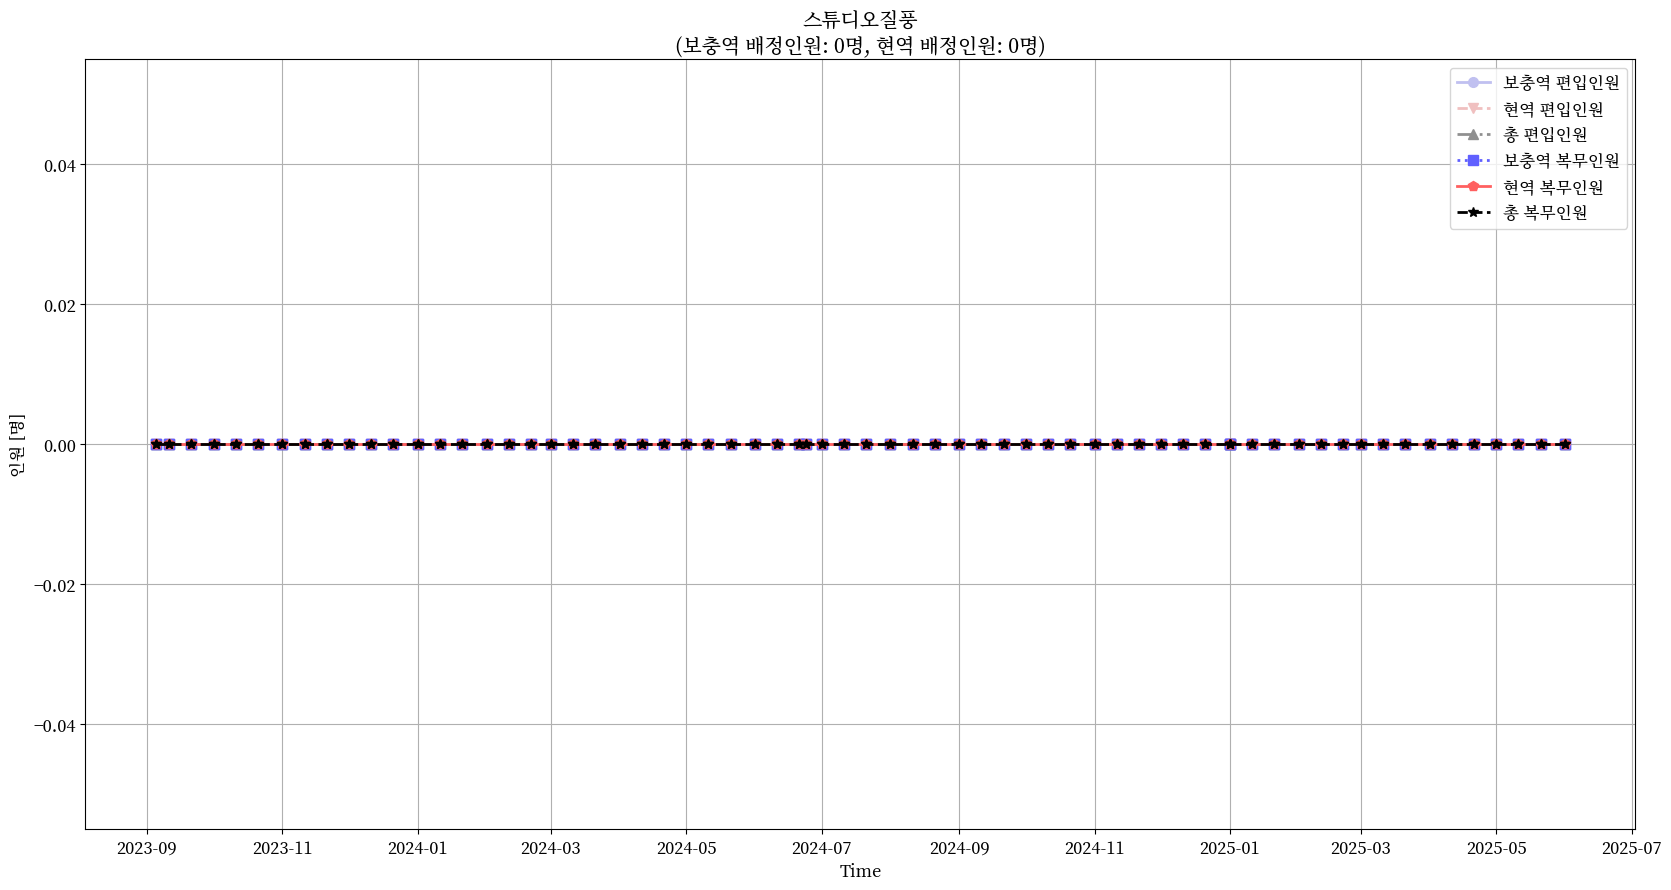 스튜디오질풍
(보충역 배정인원: 0명, 현역 배정인원: 0명)
보충역 편입인원
현역 편입인원
총 편입인원
보충역 복무인원
현역 복무인원
총 복무인원
인원 [명]
0.04
0.02
0.00
−0.02
−0.04
2023-09 2023-11 2024-01 2024-03 2024-05 2024-07 2024-09 2024-11 2025-01 2025-03 2025-05 2025-07
Time